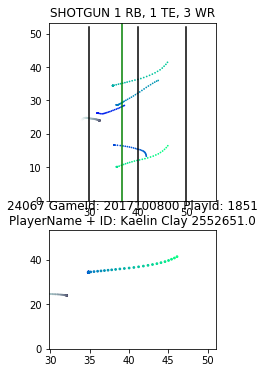 SHOTGUN 1 RB, 1 TE, 3 WR
50
40
30
20
10
0
30 40 50
24067 GameId: 2017100800 PlayId: 1851
PlayerName + ID: Kaelin Clay 2552651.0
40
20
0
30 35 40 45 50